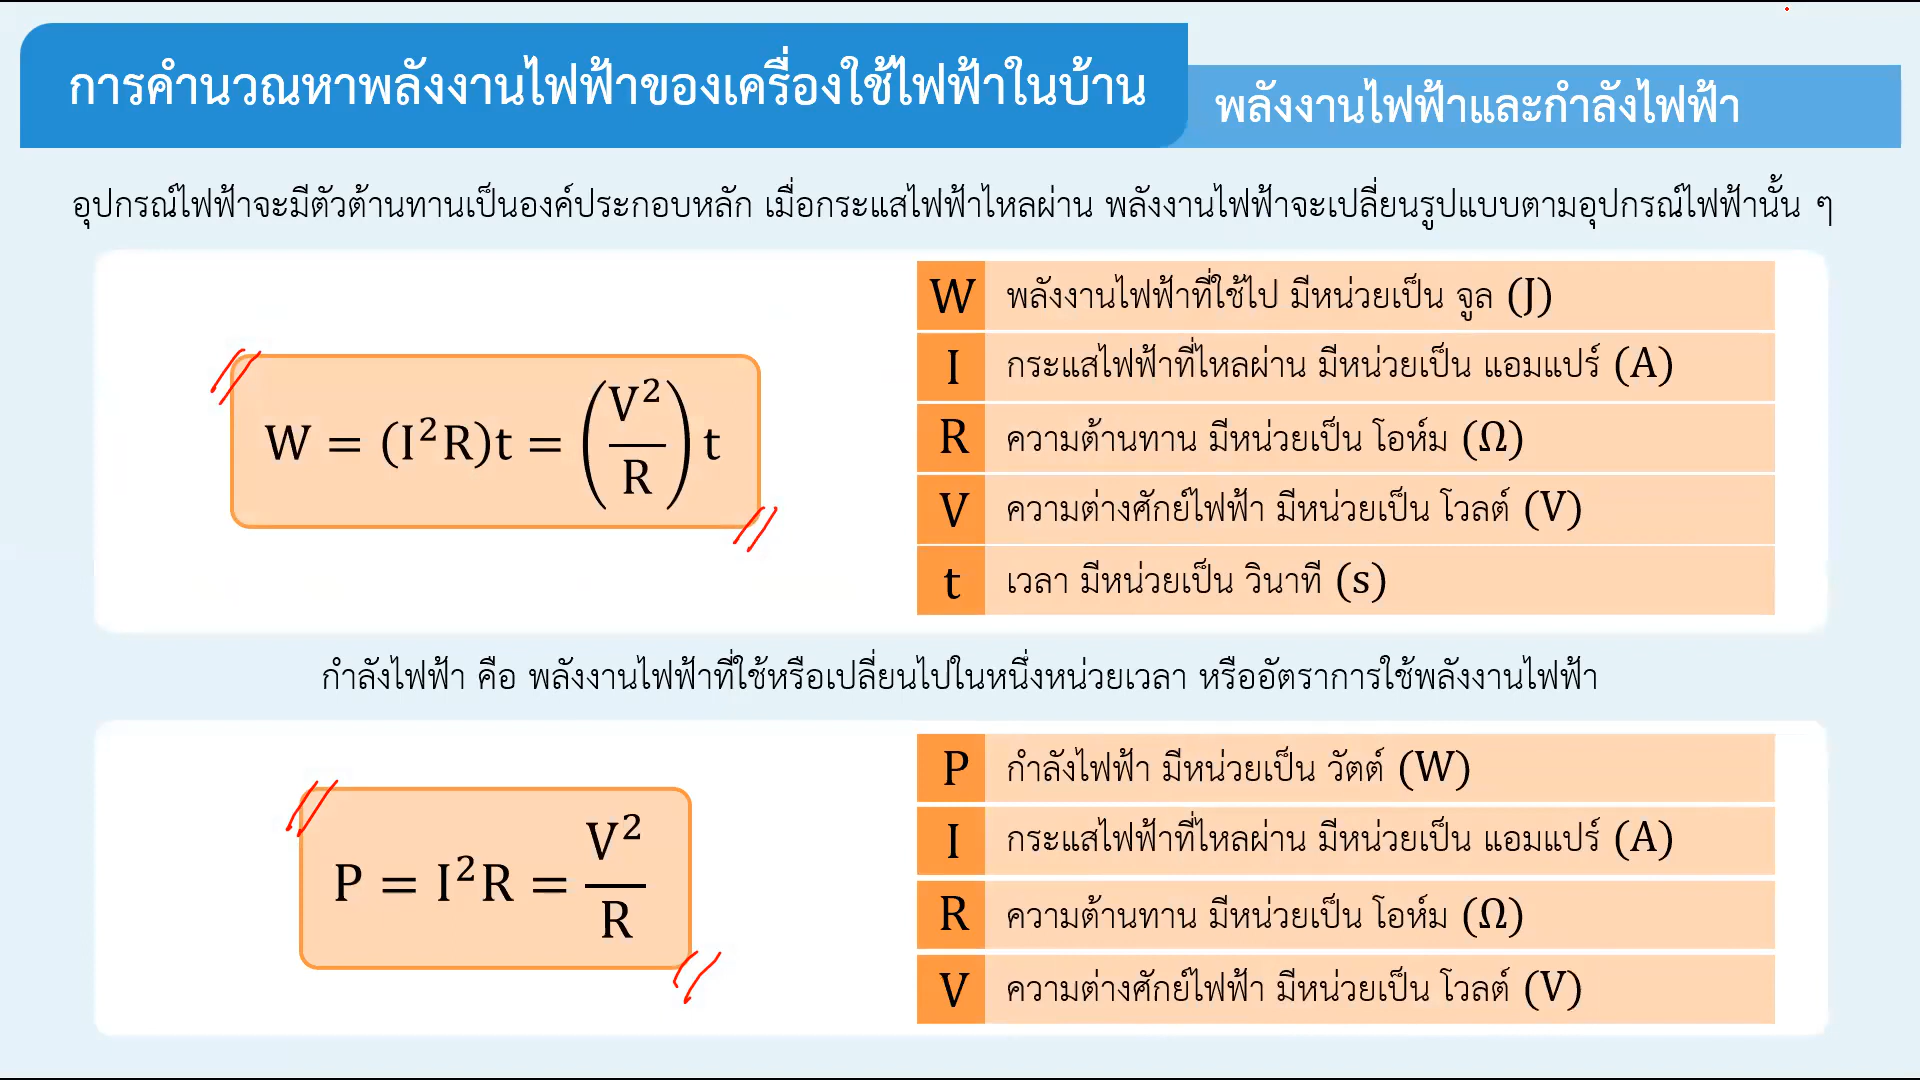 การคำนวณหาพลังงานไฟฟ้าของเครื่องใช้ไฟฟ้าในบ้าน
พลังงานไฟฟ้าและกำลังไฟฟ้า
อุปกรณ์ไฟฟ้าจะมีตัวต้านทานเป็นองค์ประกอบหลัก เมื่อกระแสไฟฟ้าไหลผ่าน พลังงานไฟฟ้าจะเปลี่ยนรูปแบบตามอุปกรณ์ไฟฟ้านั้น ๆ
W = (I²R)t = (V²/R) t
W พลังงานไฟฟ้าที่ใช้ไป มีหน่วยเป็น จูล (J)
I กระแสไฟฟ้าที่ไหลผ่าน มีหน่วยเป็น แอมแปร์ (A)
R ความต้านทาน มีหน่วยเป็น โอห์ม (Ω)
V ความต่างศักย์ไฟฟ้า มีหน่วยเป็น โวลต์ (V)
t เวลา มีหน่วยเป็น วินาที (s)
กำลังไฟฟ้า คือ พลังงานไฟฟ้าที่ใช้หรือเปลี่ยนไปในหนึ่งหน่วยเวลา หรืออัตราการใช้พลังงานไฟฟ้า
P = I²R = V²/R
P กำลังไฟฟ้า มีหน่วยเป็น วัตต์ (W)
I กระแสไฟฟ้าที่ไหลผ่าน มีหน่วยเป็น แอมแปร์ (A)
R ความต้านทาน มีหน่วยเป็น โอห์ม (Ω)
V ความต่างศักย์ไฟฟ้า มีหน่วยเป็น โวลต์ (V)